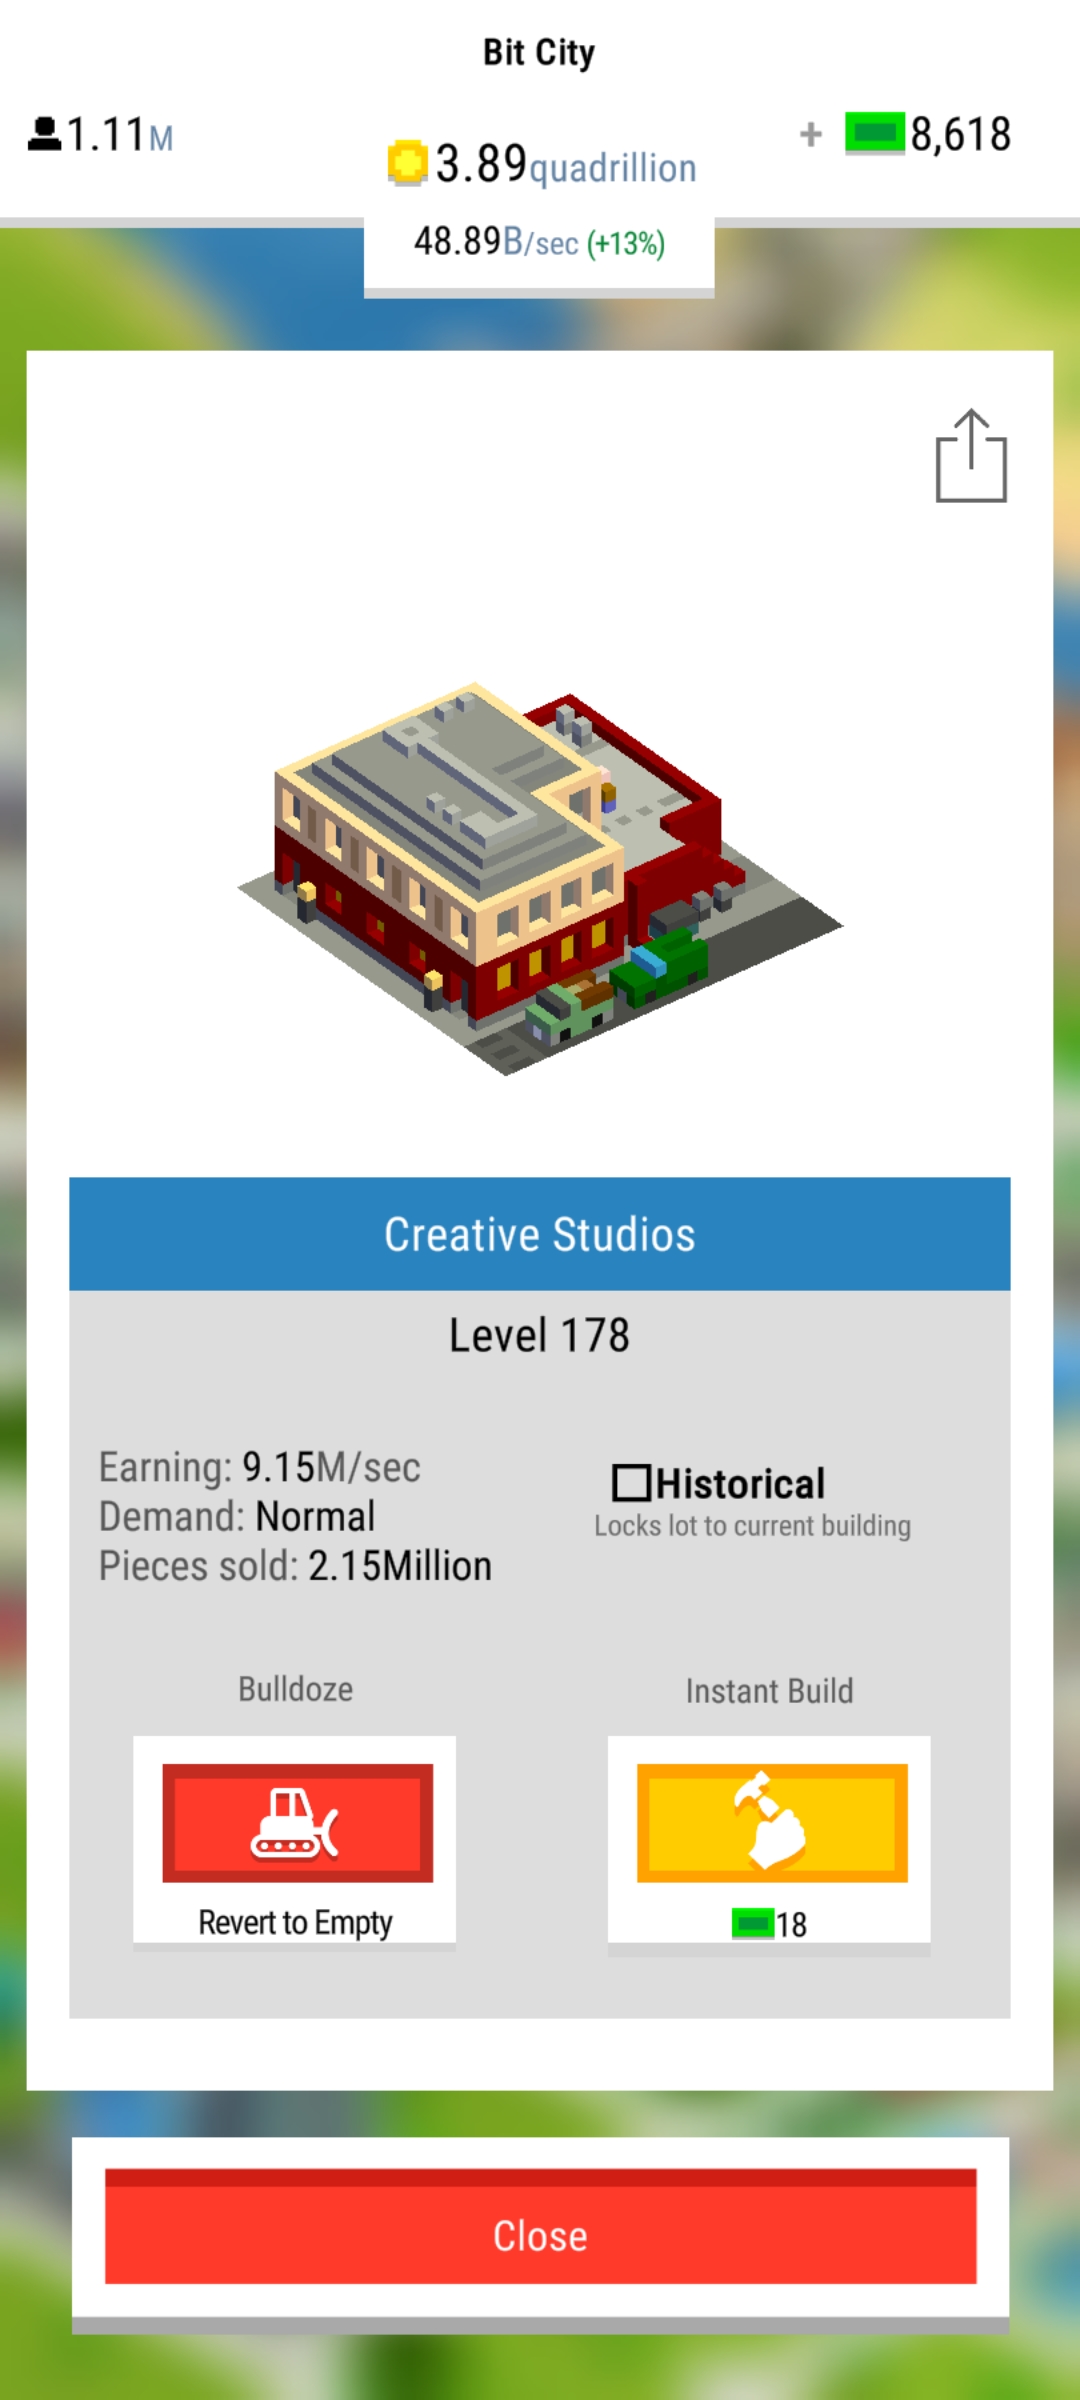 Bit City
1.11M
3.89quadrillion
+ 8,618
48.89B/sec (+13%)
Creative Studios
Level 178
Earning: 9.15M/sec
Demand: Normal
Pieces sold: 2.15Million
Historical
Locks lot to current building
Bulldoze
Instant Build
Revert to Empty
18
Close